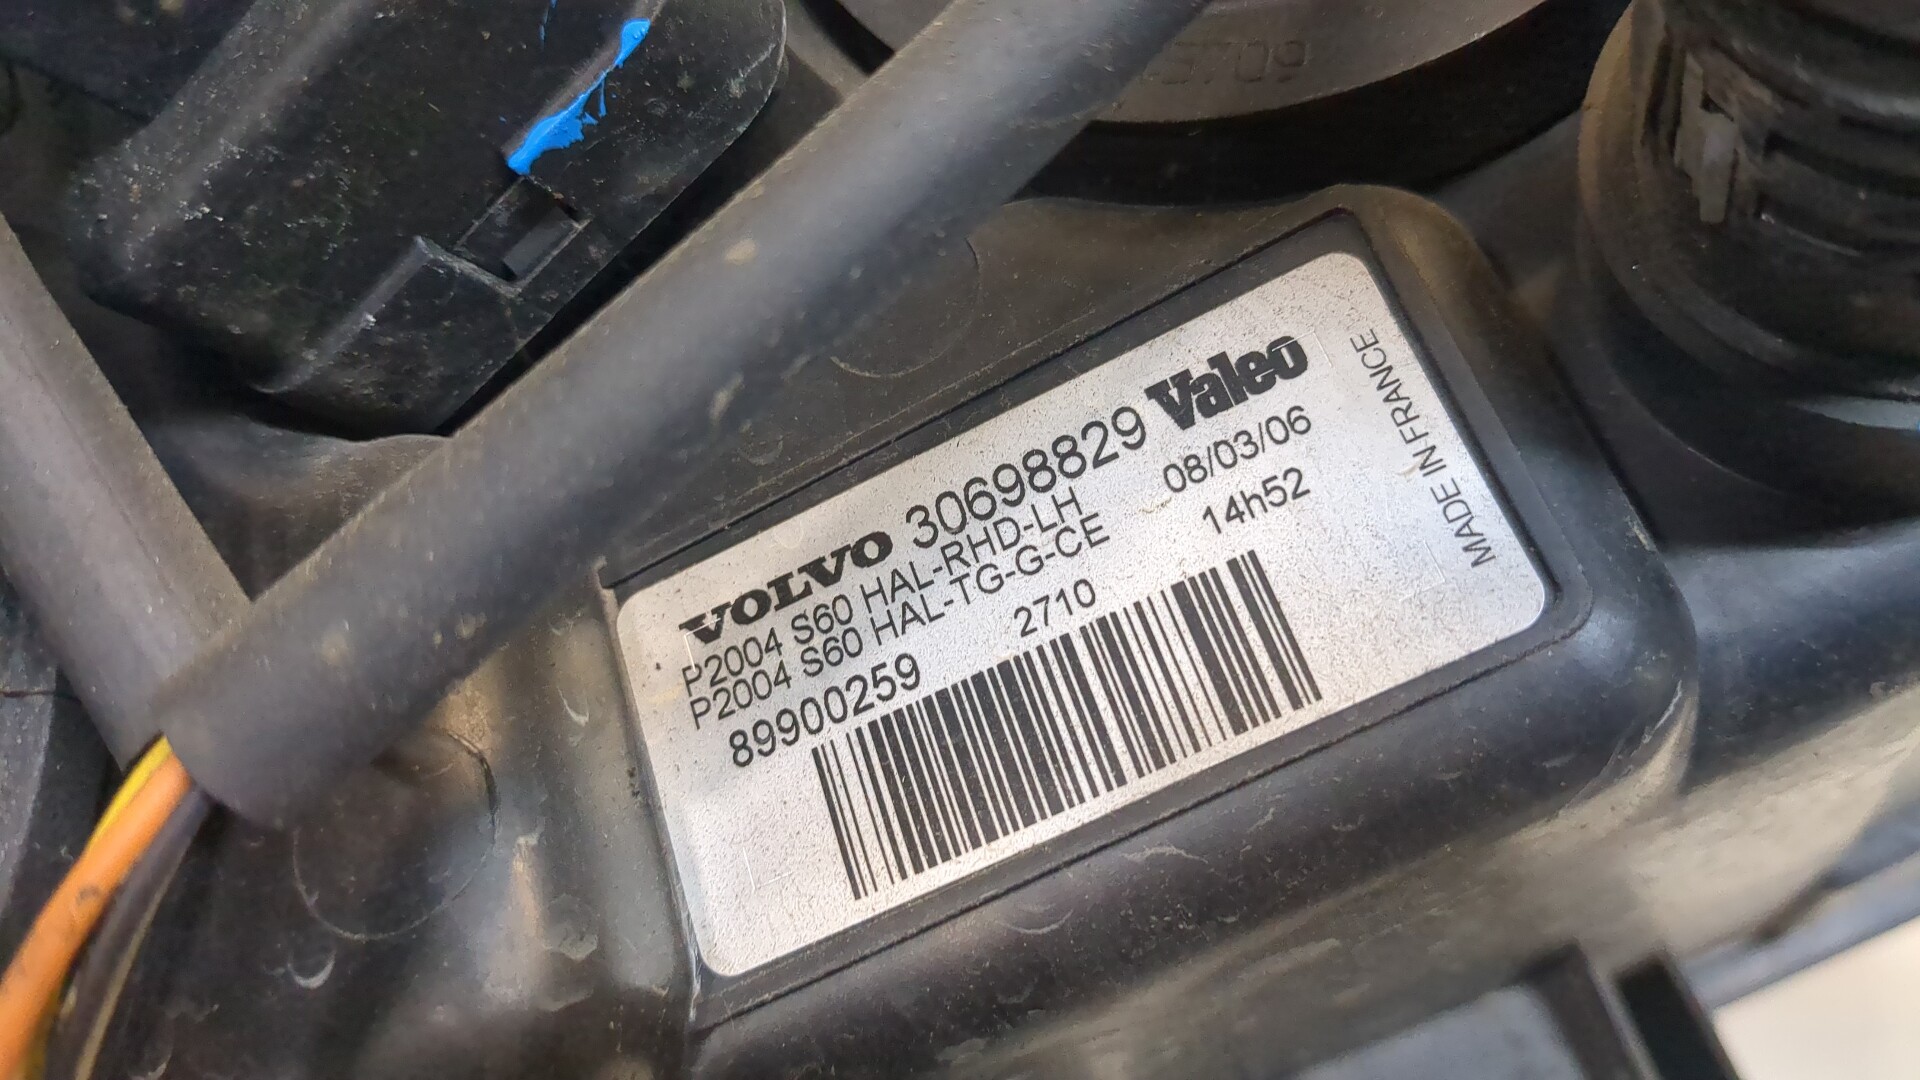 3709
VOLVO 30698829 Valeo
P2004 S60 HAL-RHD-LH 08/03/06
P2004 S60 HAL-TG-G-CE 14h52
89900259 2710
MADE IN FRANCE